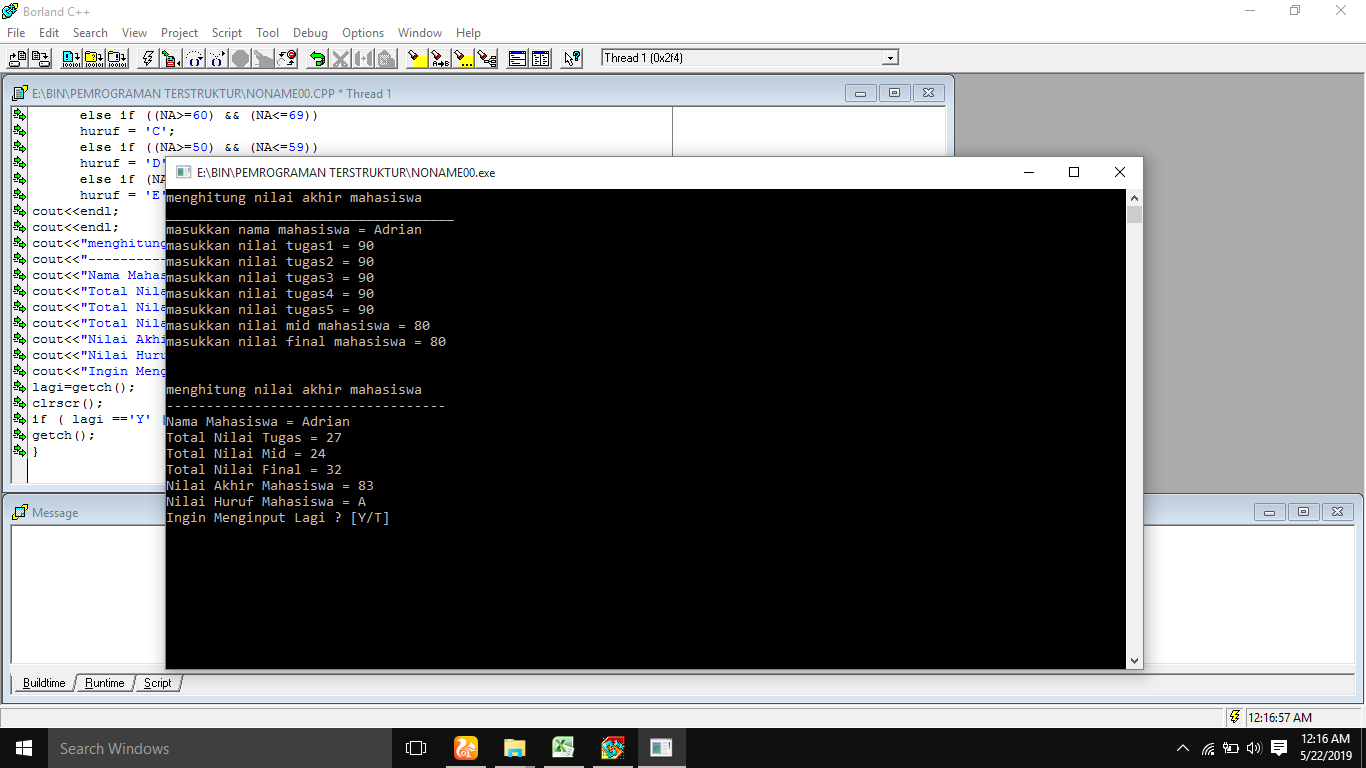 Borland C++
File Edit Search View Project Script Tool Debug Options Window Help
Thread 1 (0x2f4)
E:\BIN\PEMROGRAMAN TERSTRUKTUR\NONAME00.CPP * Thread 1
else if ((NA>=60) && (NA<=69))
huruf = 'C';
else if ((NA>=50) && (NA<=59))
huruf = 'D'
else if (NA
huruf = 'E'
cout<<endl;
cout<<endl;
cout<<"menghitung
cout<<"----------
cout<<"Nama Mahas
cout<<"Total Nila
cout<<"Total Nila
cout<<"Total Nila
cout<<"Nilai Akhi
cout<<"Nilai Huru
cout<<"Ingin Meng
lagi=getch();
clrscr();
if ( lagi =='Y' |
getch();
}
E:\BIN\PEMROGRAMAN TERSTRUKTUR\NONAME00.exe
menghitung nilai akhir mahasiswa
____________________________________
masukkan nama mahasiswa = Adrian
masukkan nilai tugas1 = 90
masukkan nilai tugas2 = 90
masukkan nilai tugas3 = 90
masukkan nilai tugas4 = 90
masukkan nilai tugas5 = 90
masukkan nilai mid mahasiswa = 80
masukkan nilai final mahasiswa = 80
menghitung nilai akhir mahasiswa
-----------------------------------
Nama Mahasiswa = Adrian
Total Nilai Tugas = 27
Total Nilai Mid = 24
Total Nilai Final = 32
Nilai Akhir Mahasiswa = 83
Nilai Huruf Mahasiswa = A
Ingin Menginput Lagi ? [Y/T]
Message
Buildtime Runtime Script
12:16:57 AM
Search Windows
12:16 AM
5/22/2019